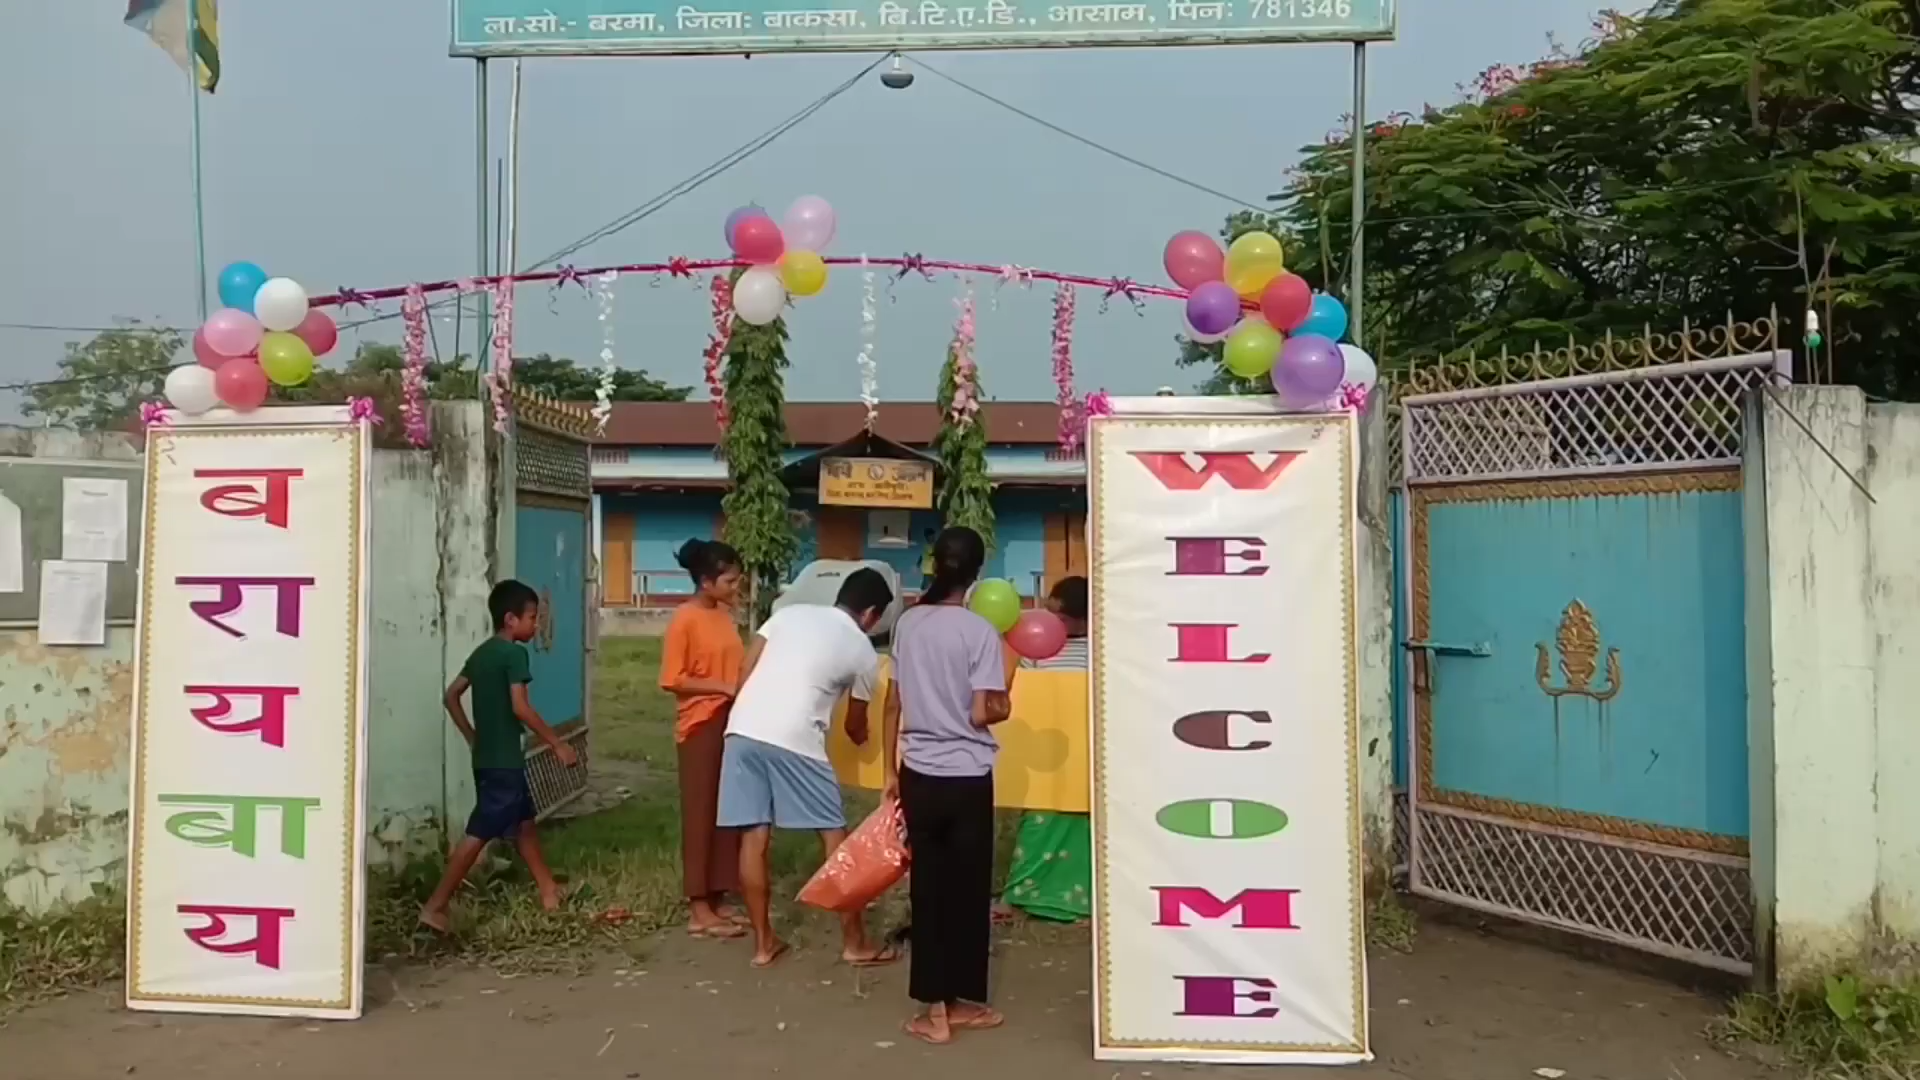 ला.सो.- बरमा, जिला: बाकसा, बि.टि.ए.डि., आसाम, पिन: 781346
ब
रा
य
बा
य
W
E
L
C
O
M
E